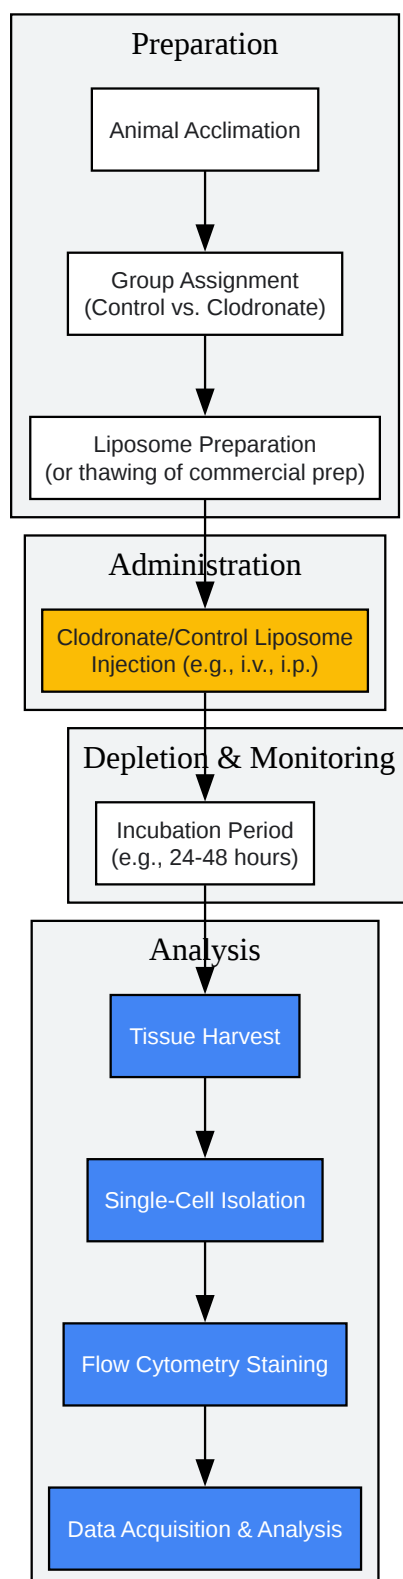 Preparation
Animal Acclimation
Group Assignment
(Control vs. Clodronate)
Liposome Preparation
(or thawing of commercial prep)
Administration
Clodronate/Control Liposome
Injection (e.g., i.v., i.p.)
Depletion & Monitoring
Incubation Period
(e.g., 24-48 hours)
Analysis
Tissue Harvest
Single-Cell Isolation
Flow Cytometry Staining
Data Acquisition & Analysis